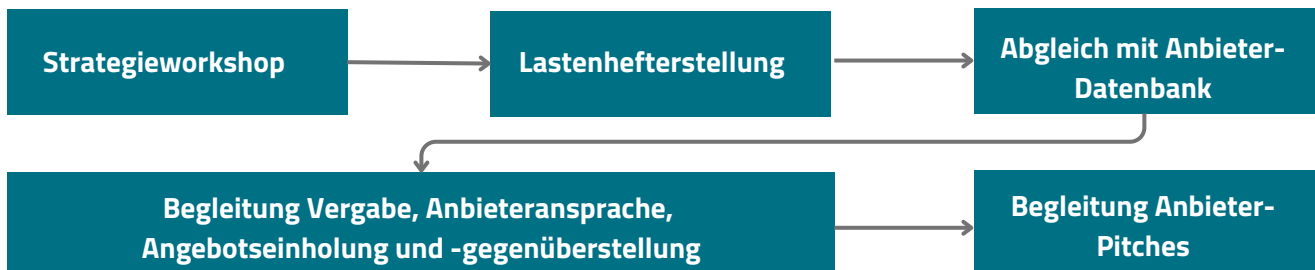 Strategieworkshop
Lastenhefterstellung
Abgleich mit Anbieter-
Datenbank
Begleitung Vergabe, Anbieteransprache,
Angebotseinholung und -gegenüberstellung
Begleitung Anbieter-
Pitches